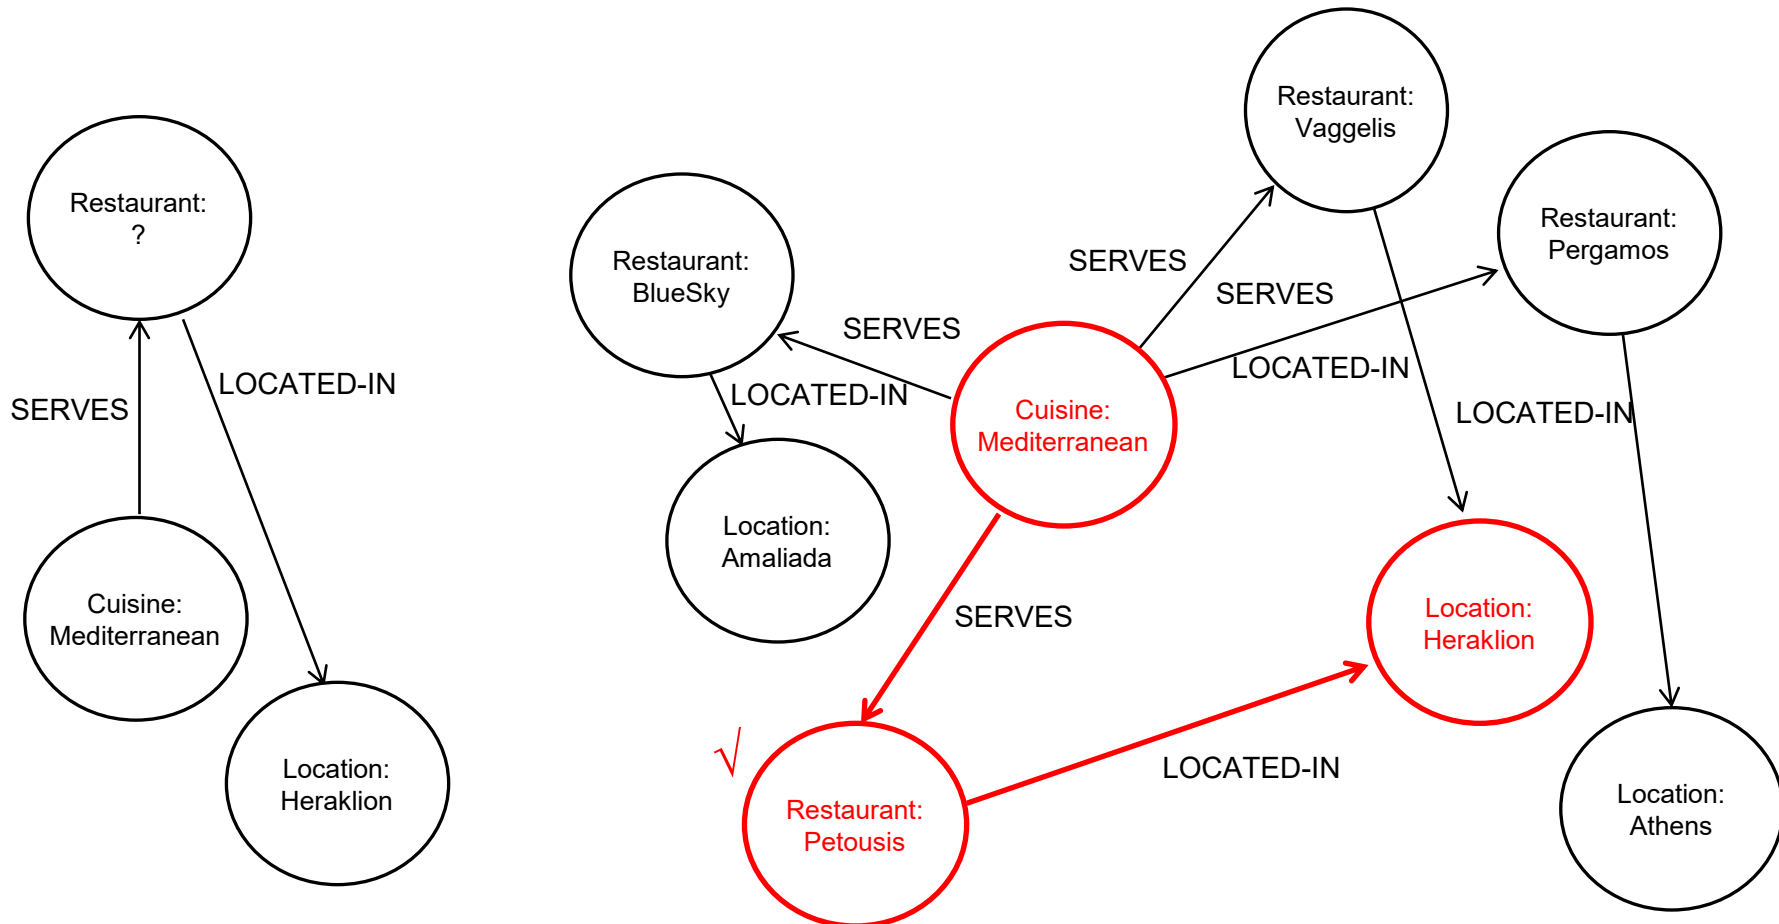 Restaurant:
?
SERVES
LOCATED-IN
Cuisine:
Mediterranean
Location:
Heraklion
Restaurant:
Vaggelis
Restaurant:
Pergamos
Restaurant:
BlueSky
SERVES
SERVES
SERVES
LOCATED-IN
LOCATED-IN
LOCATED-IN
Cuisine:
Mediterranean
Location:
Amaliada
SERVES
Location:
Heraklion
√
LOCATED-IN
Restaurant:
Petousis
Location:
Athens